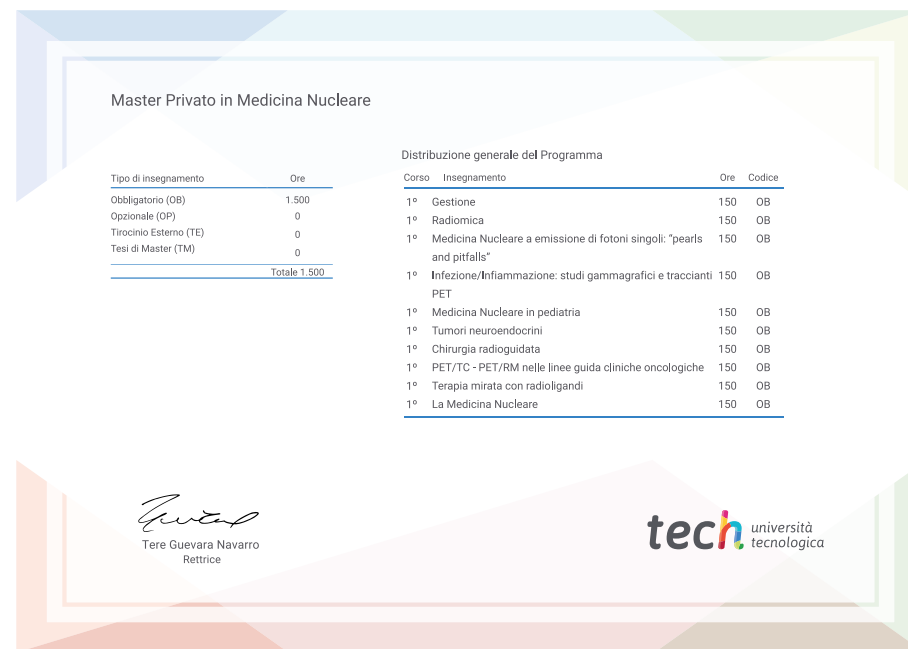 Master Privato in Medicina Nucleare
Tipo di insegnamento Ore
Obbligatorio (OB) 1.500
Opzionale (OP) 0
Tirocinio Esterno (TE) 0
Tesi di Master (TM) 0
Totale 1.500
Distribuzione generale del Programma
Corso Insegnamento Ore Codice
1º Gestione 150 OB
1º Radiomica 150 OB
1º Medicina Nucleare a emissione di fotoni singoli: “pearls 150 OB
and pitfalls”
1º Infezione/Infiammazione: studi gammagrafici e traccianti 150 OB
PET
1º Medicina Nucleare in pediatria 150 OB
1º Tumori neuroendocrini 150 OB
1º Chirurgia radioguidata 150 OB
1º PET/TC - PET/RM nelle linee guida cliniche oncologiche 150 OB
1º Terapia mirata con radioligandi 150 OB
1º La Medicina Nucleare 150 OB
Tere Guevara Navarro
Rettrice
tech università
tecnologica